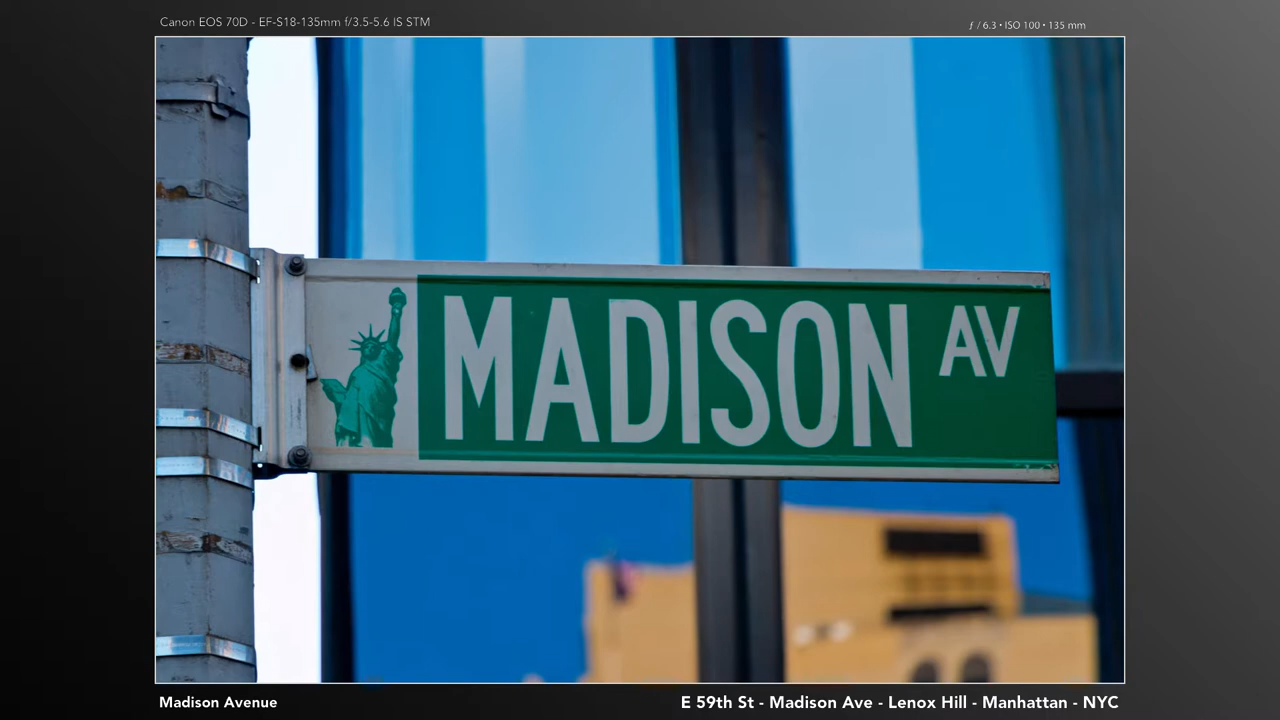 Canon EOS 70D - EF-S18-135mm f/3.5-5.6 IS STM
ƒ / 6.3 • ISO 100 • 135 mm
MADISON AV
Madison Avenue
E 59th St - Madison Ave - Lenox Hill - Manhattan - NYC